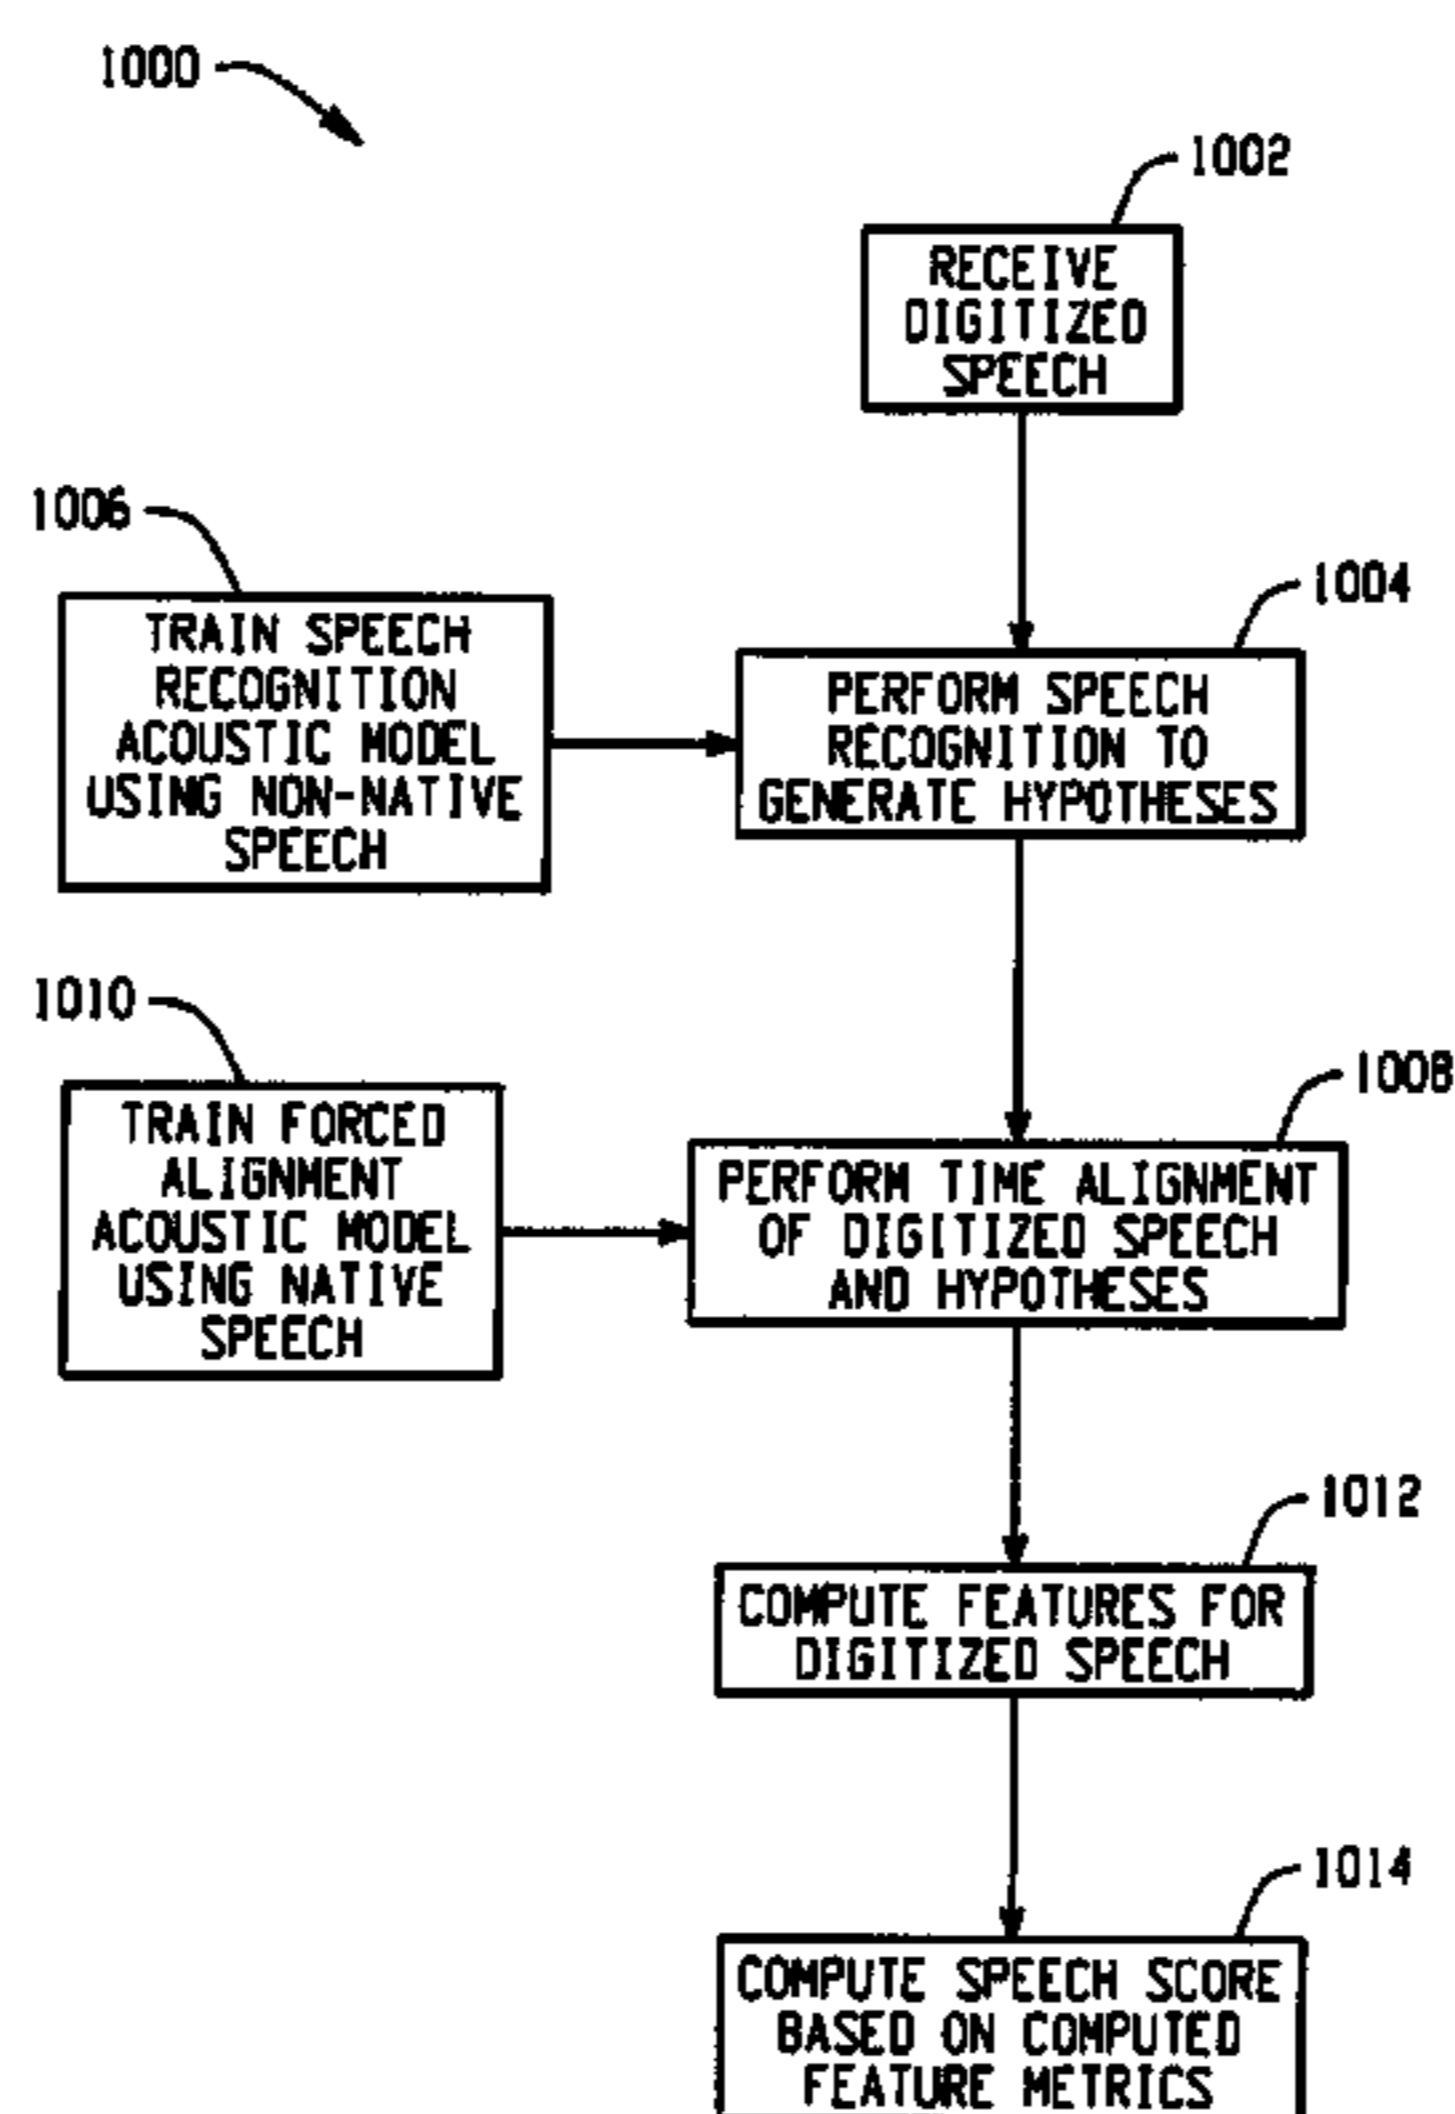 1000
1002
RECEIVE
DIGITIZED
SPEECH
1006
TRAIN SPEECH
RECOGNITION
ACOUSTIC MODEL
USING NON-NATIVE
SPEECH
1004
PERFORM SPEECH
RECOGNITION TO
GENERATE HYPOTHESES
1010
TRAIN FORCED
ALIGNMENT
ACOUSTIC MODEL
USING NATIVE
SPEECH
1008
PERFORM TIME ALIGNMENT
OF DIGITIZED SPEECH
AND HYPOTHESES
1012
COMPUTE FEATURES FOR
DIGITIZED SPEECH
1014
COMPUTE SPEECH SCORE
BASED ON COMPUTED
FEATURE METRICS